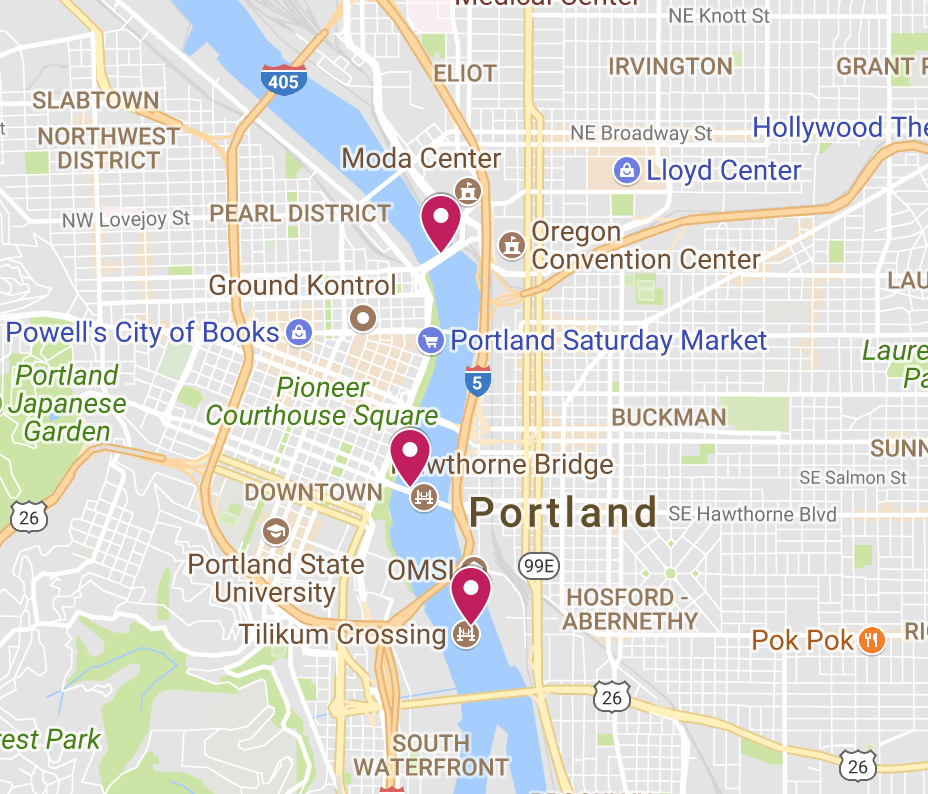 Medical Center
NE Knott St
405
ELIOT
IRVINGTON
GRANT P
SLABTOWN
NORTHWEST
DISTRICT
NE Broadway St
Hollywood The
Moda Center
Lloyd Center
NW Lovejoy St
PEARL DISTRICT
Oregon
Convention Center
Ground Kontrol
LAU
Powell's City of Books
Portland Saturday Market
Laure
Pa
Portland
Japanese
Garden
Pioneer
Courthouse Square
5
BUCKMAN
SUNN
wthorne Bridge
SE Salmon St
DOWNTOWN
26
Portland
SE Hawthorne Blvd
Portland State
University
OMSI
99E
HOSFORD -
ABERNETHY
Tilikum Crossing
Pok Pok
RI
26
est Park
SOUTH
WATERFRONT
26